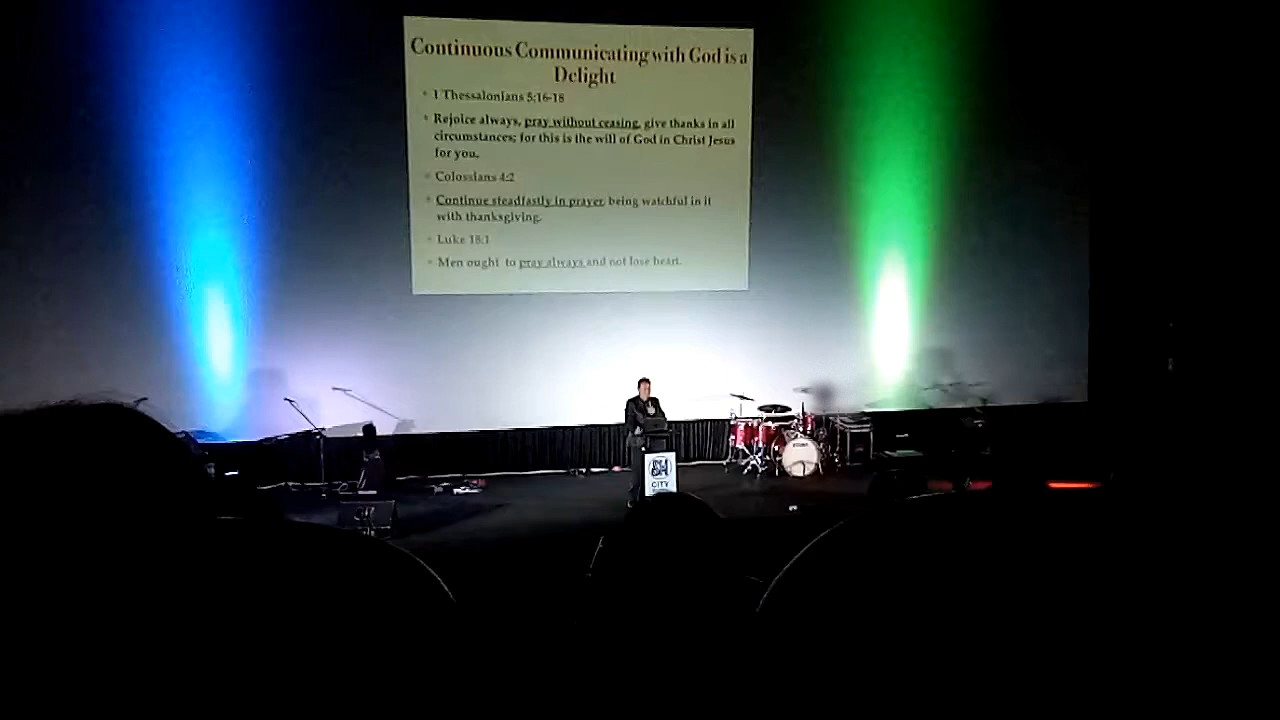 Continuous Communicating with God is a
Delight
1 Thessalonians 5:16-18
Rejoice always, pray without ceasing, give thanks in all
circumstances; for this is the will of God in Christ Jesus
for you.
Colossians 4:2
Continue steadfastly in prayer, being watchful in it
with thanksgiving.
Luke 18:1
Men ought to pray always and not lose heart.
SM
CITY